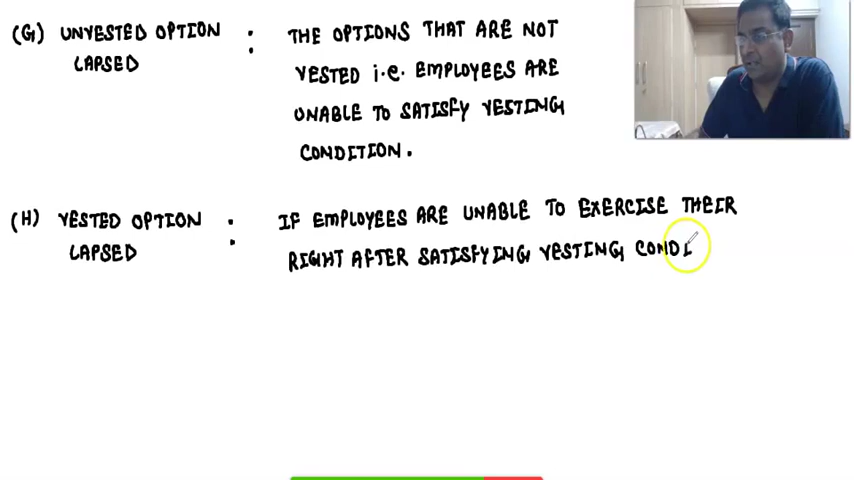 (G) UNVESTED OPTION : THE OPTIONS THAT ARE NOT
LAPSED VESTED i.e. EMPLOYEES ARE
UNABLE TO SATISFY VESTING
CONDITION.
(H) VESTED OPTION : IF EMPLOYEES ARE UNABLE TO EXERCISE THEIR
LAPSED RIGHT AFTER SATISFYING VESTING CONDI